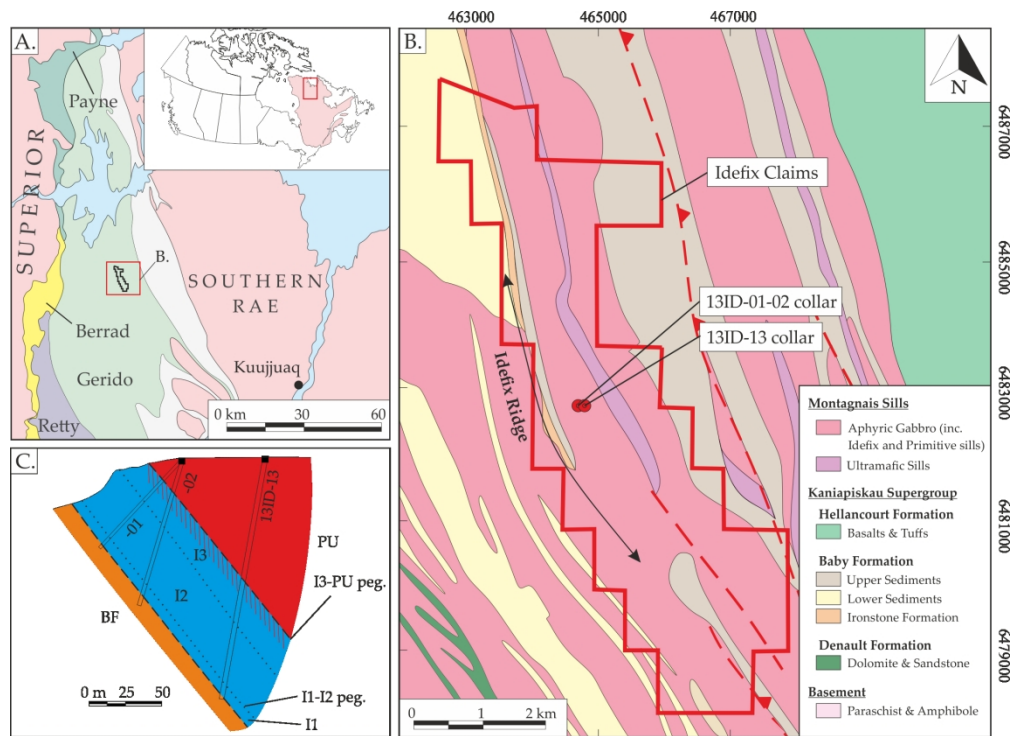 A.
Payne
SUPERIOR
B.
SOUTHERN
RAE
Berrad
Gerido
Kuujjuaq
Retty
0 km 30 60
B.
463000 465000 467000
N
6487000
6485000
6483000
6481000
6479000
Idefix Claims
13ID-01-02 collar
13ID-13 collar
Idefix Ridge
0 1 2 km
Montagnais Sills
Aphyric Gabbro (inc.
Idefix and Primitive sills)
Ultramafic Sills
Kaniapiskau Supergroup
Hellancourt Formation
Basalts & Tuffs
Baby Formation
Upper Sediments
Lower Sediments
Ironstone Formation
Denault Formation
Dolomite & Sandstone
Basement
Paraschist & Amphibole
C.
-01
-02
13ID-13
PU
I3
I3-PU peg.
I2
BF
0 m 25 50
I1-I2 peg.
I1